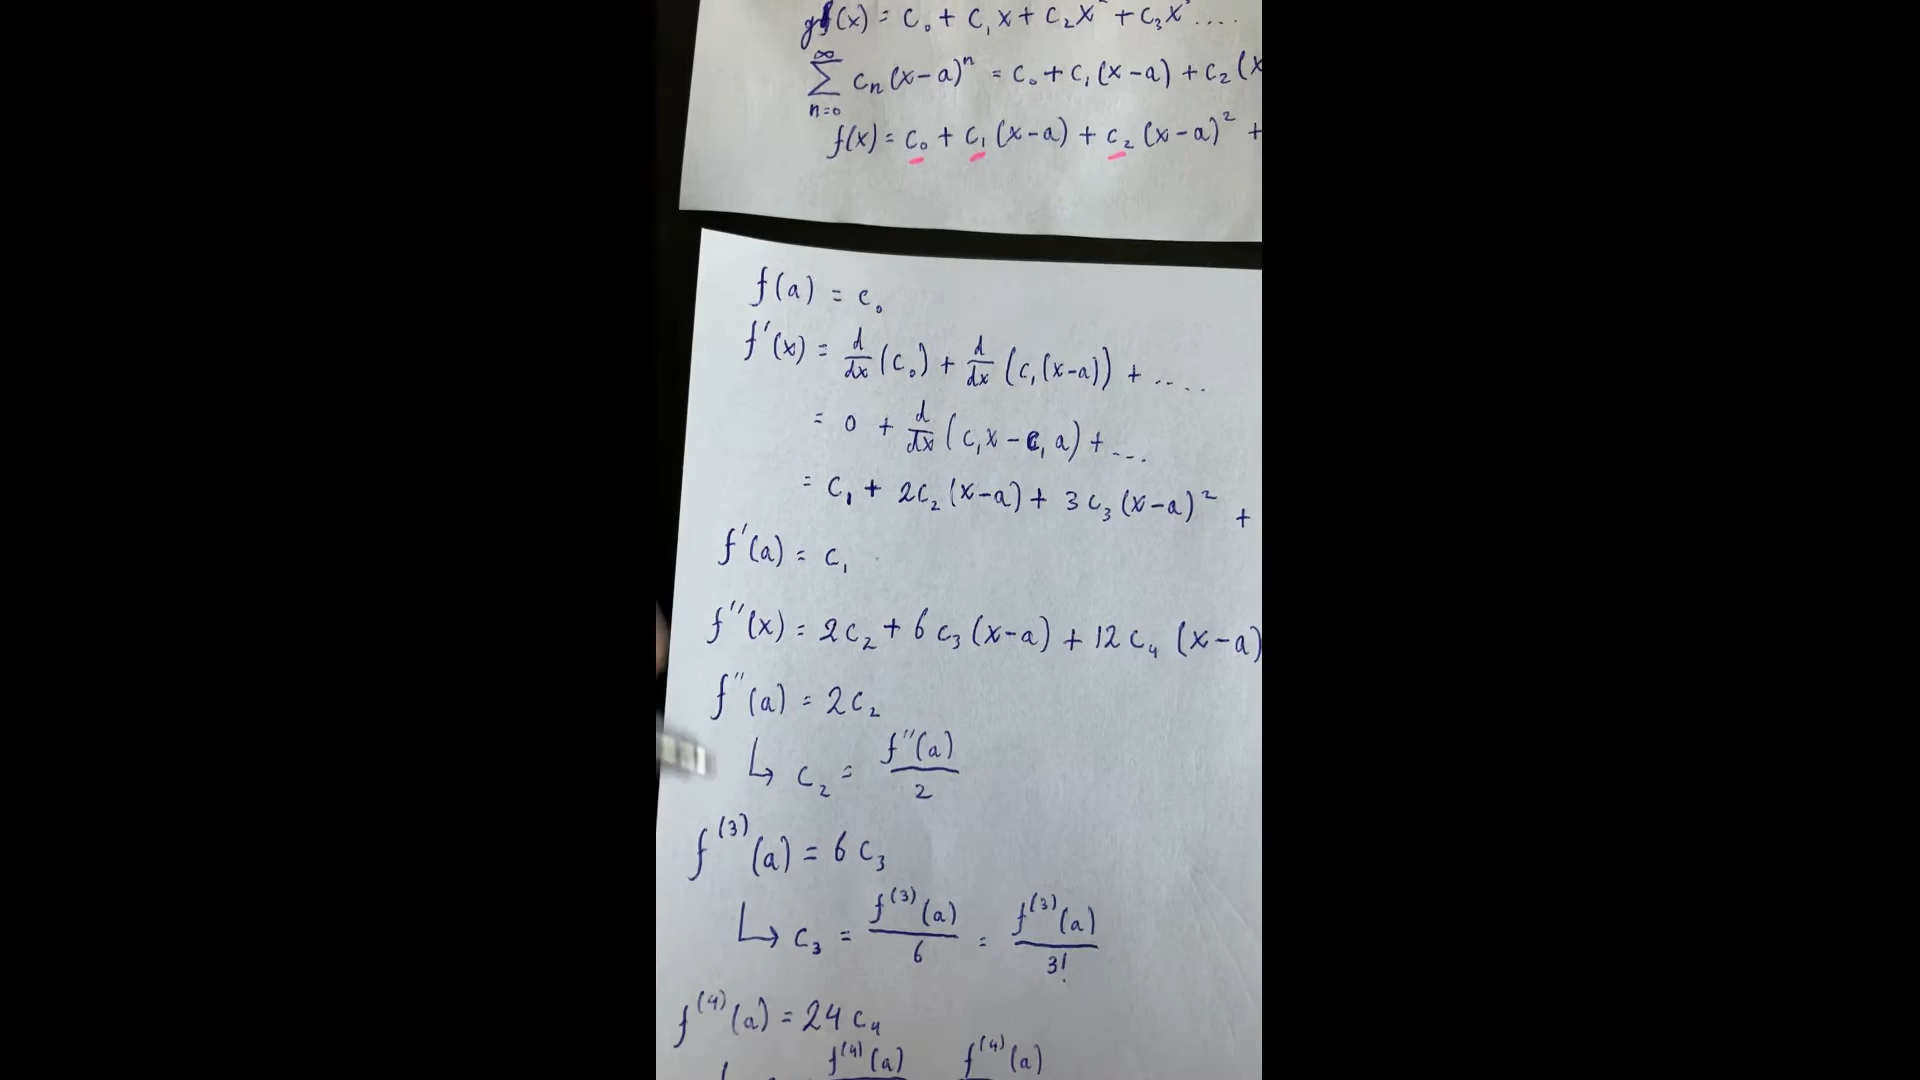 f(x) = c₀ + c₁x + c₂x² + c₃x³ ....
∞
∑ cₙ(x-a)ⁿ = c₀ + c₁(x-a) + c₂(x
n=0
f(x) = c₀ + c₁(x-a) + c₂(x-a)² +
f(a) = c₀
f'(x) = d/dx (c₀) + d/dx (c₁(x-a)) + ....
= 0 + d/dx (c₁x - c₁a) + ...
= c₁ + 2c₂(x-a) + 3c₃(x-a)² +
f'(a) = c₁
f''(x) = 2c₂ + 6c₃(x-a) + 12c₄(x-a)
f''(a) = 2c₂
↳ c₂ = f''(a)/2
f⁽³⁾(a) = 6c₃
↳ c₃ = f⁽³⁾(a)/6 = f⁽³⁾(a)/3!
f⁽⁴⁾(a) = 24c₄
f⁽⁴⁾(a) f⁽⁴⁾(a)